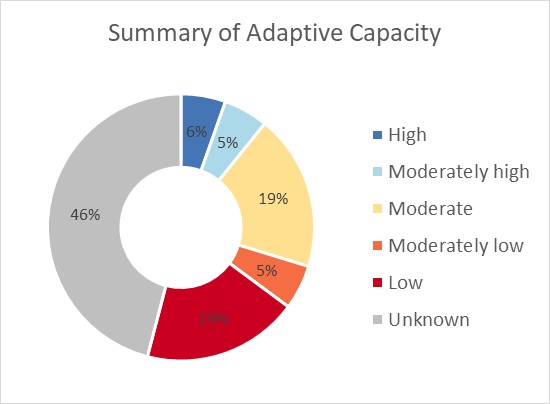 Summary of Adaptive Capacity
6%
5%
19%
5%
19%
46%
High
Moderately high
Moderate
Moderately low
Low
Unknown